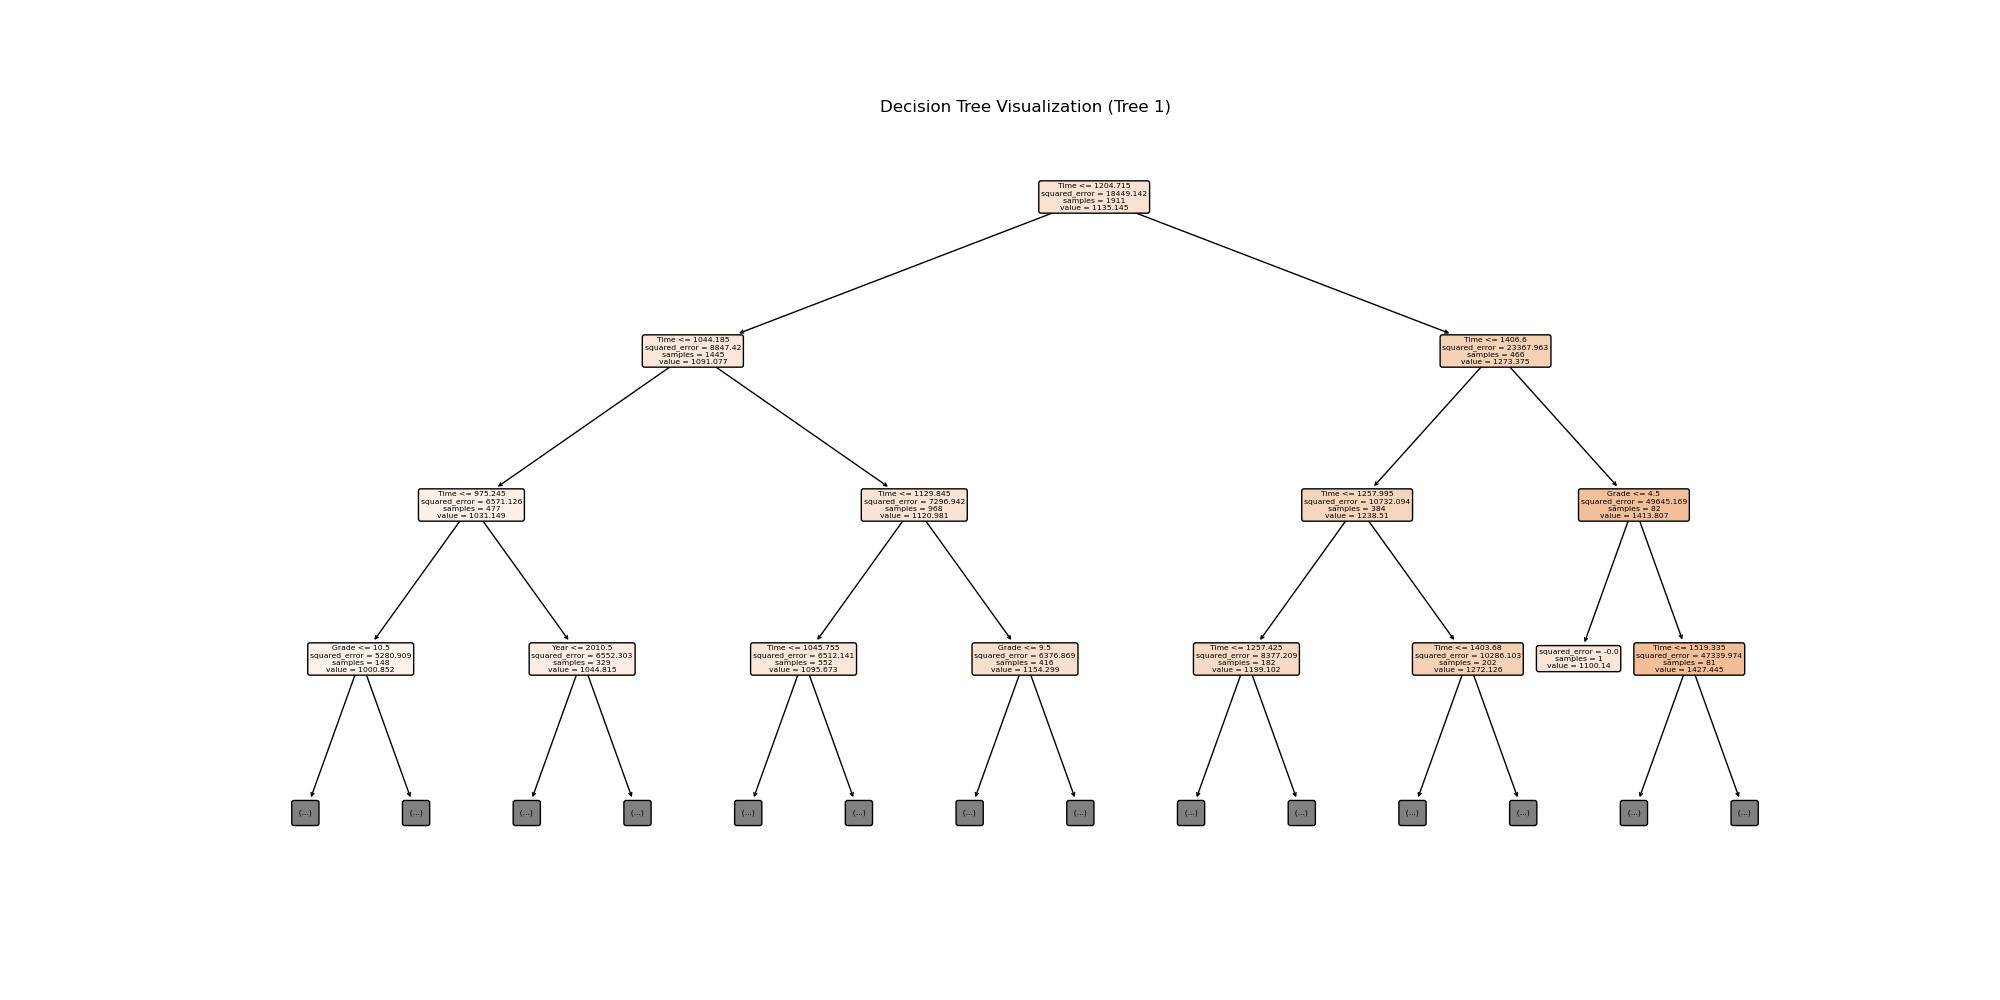 Decision Tree Visualization (Tree 1)
Time <= 1204.715
squared_error = 18449.142
samples = 1911
value = 1135.145
Time <= 1044.185
squared_error = 8847.42
samples = 1445
value = 1091.077
Time <= 1406.6
squared_error = 23367.963
samples = 466
value = 1273.375
Time <= 975.245
squared_error = 6571.126
samples = 477
value = 1031.149
Time <= 1129.845
squared_error = 7296.942
samples = 968
value = 1120.981
Time <= 1257.995
squared_error = 10732.094
samples = 384
value = 1238.51
Grade <= 4.5
squared_error = 49645.169
samples = 82
value = 1413.807
Grade <= 10.5
squared_error = 5280.909
samples = 148
value = 1000.852
Year <= 2010.5
squared_error = 6552.303
samples = 329
value = 1044.815
Time <= 1045.755
squared_error = 6512.141
samples = 552
value = 1095.673
Grade <= 9.5
squared_error = 6376.869
samples = 416
value = 1154.299
Time <= 1257.425
squared_error = 8377.209
samples = 182
value = 1199.102
Time <= 1403.68
squared_error = 10286.103
samples = 202
value = 1272.126
squared_error = -0.0
samples = 1
value = 1100.14
Time <= 1519.335
squared_error = 47339.974
samples = 81
value = 1427.445
(...)
(...)
(...)
(...)
(...)
(...)
(...)
(...)
(...)
(...)
(...)
(...)
(...)
(...)